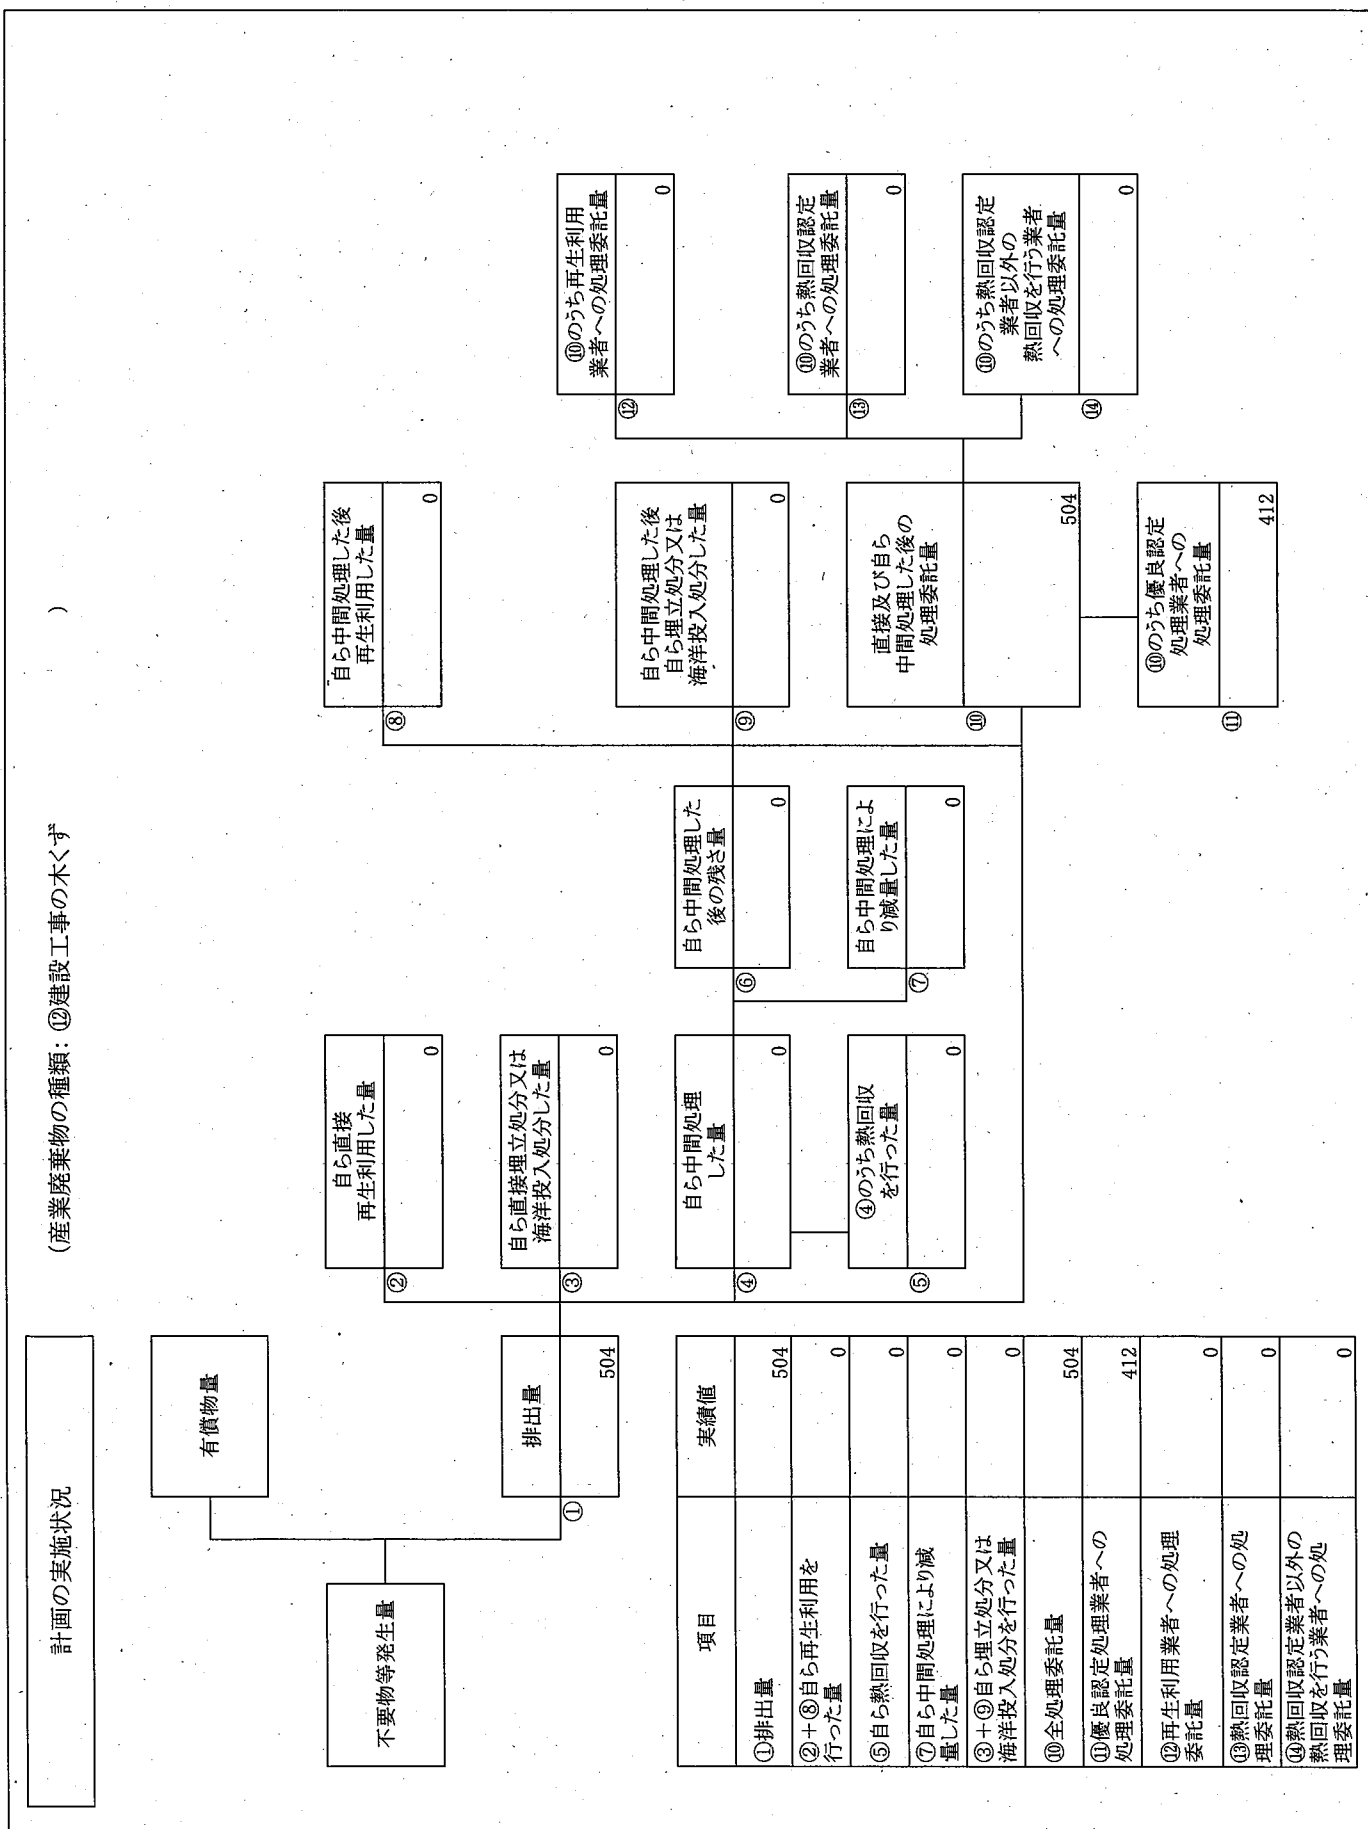 計画の実施状況
(産業廃棄物の種類：⑫建設工事の木くず　　　)
不要物等発生量
有償物量
①
排出量
504
②
自ら直接
再生利用した量
0
③
自ら直接埋立処分又は
海洋投入処分した量
0
④
自ら中間処理
した量
0
⑤
④のうち熱回収
を行った量
0
⑥
自ら中間処理した
後の残さ量
0
⑦
自ら中間処理によ
り減量した量
0
⑧
自ら中間処理した後
再生利用した量
0
⑨
自ら中間処理した後
自ら埋立処分又は
海洋投入処分した量
0
⑩
直接及び自ら
中間処理した後の
処理委託量
504
⑪
⑩のうち優良認定
処理業者への
処理委託量
412
⑫
⑩のうち再生利用
業者への処理委託量
0
⑬
⑩のうち熱回収認定
業者への処理委託量
0
⑭
⑩のうち熱回収認定
業者以外の
熱回収を行う業者
への処理委託量
0
項目 実績値
①排出量 504
②+⑧自ら再生利用を
行った量 0
⑤自ら熱回収を行った量 0
⑦自ら中間処理により減
量した量 0
③+⑨自ら埋立処分又は
海洋投入処分を行った量 0
⑩全処理委託量 504
⑪優良認定処理業者への
処理委託量 412
⑫再生利用業者への処理
委託量 0
⑬熱回収認定業者への処
理委託量 0
⑭熱回収認定業者以外の
熱回収を行う業者への処
理委託量 0